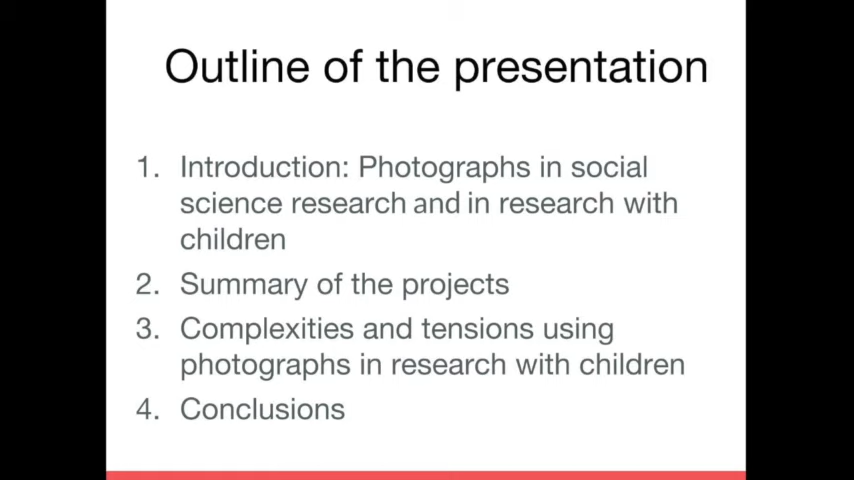 Outline of the presentation
1. Introduction: Photographs in social
science research and in research with
children
2. Summary of the projects
3. Complexities and tensions using
photographs in research with children
4. Conclusions